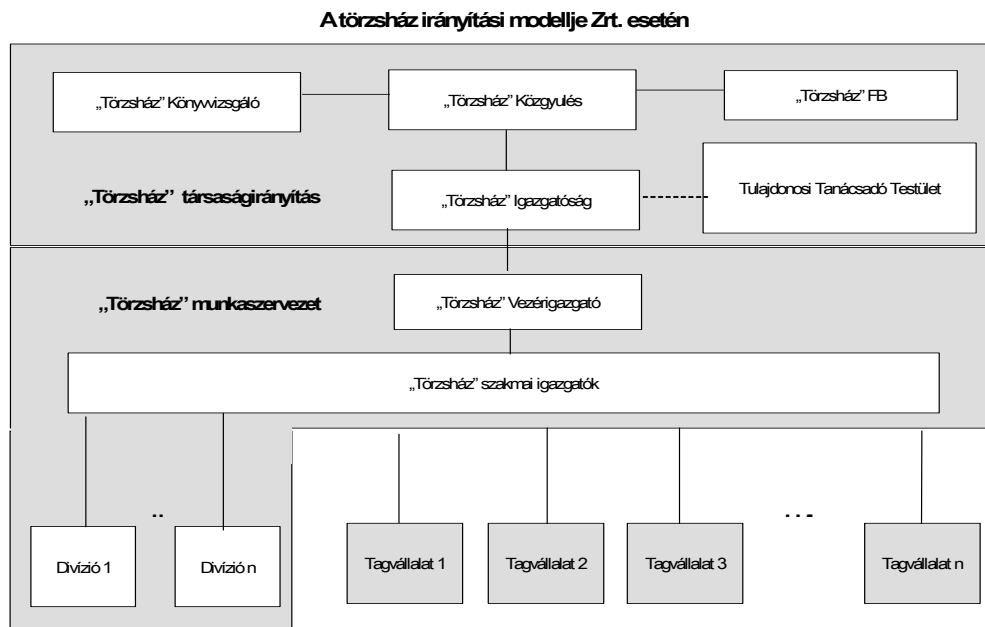 A törzsház irányítási modellje Zrt. esetén
„Törzsház” Könyvizsgáló
„Törzsház” Közgyulés
„Törzsház” FB
„Törzsház” társaságirányítás
„Törzsház” Igazgatóság
Tulajdonosi Tanácsadó Testület
„Törzsház” munkaszervezet
„Törzsház” Vezérigazgató
„Törzsház” szakmai igazgatók
..
...
Divízió 1
Divízió n
Tagvállalat 1
Tagvállalat 2
Tagvállalat 3
Tagvállalat n